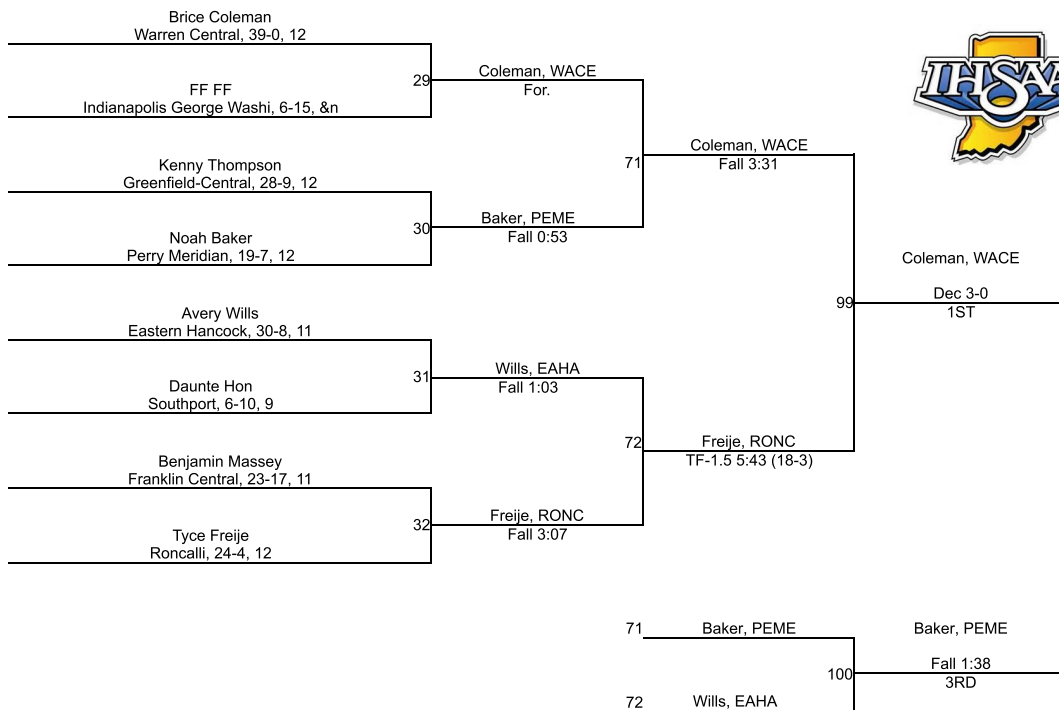 Brice Coleman
Warren Central, 39-0, 12
29
Coleman, WACE
For.
FF FF
Indianapolis George Washi, 6-15, &n
71
Coleman, WACE
Fall 3:31
Kenny Thompson
Greenfield-Central, 28-9, 12
30
Baker, PEME
Fall 0:53
Noah Baker
Perry Meridian, 19-7, 12
99
Coleman, WACE
Dec 3-0
1ST
Avery Wills
Eastern Hancock, 30-8, 11
31
Wills, EAHA
Fall 1:03
Daunte Hon
Southport, 6-10, 9
72
Freije, RONC
TF-1.5 5:43 (18-3)
Benjamin Massey
Franklin Central, 23-17, 11
32
Freije, RONC
Fall 3:07
Tyce Freije
Roncalli, 24-4, 12
71
Baker, PEME
100
Baker, PEME
Fall 1:38
3RD
72
Wills, EAHA
IHSAA